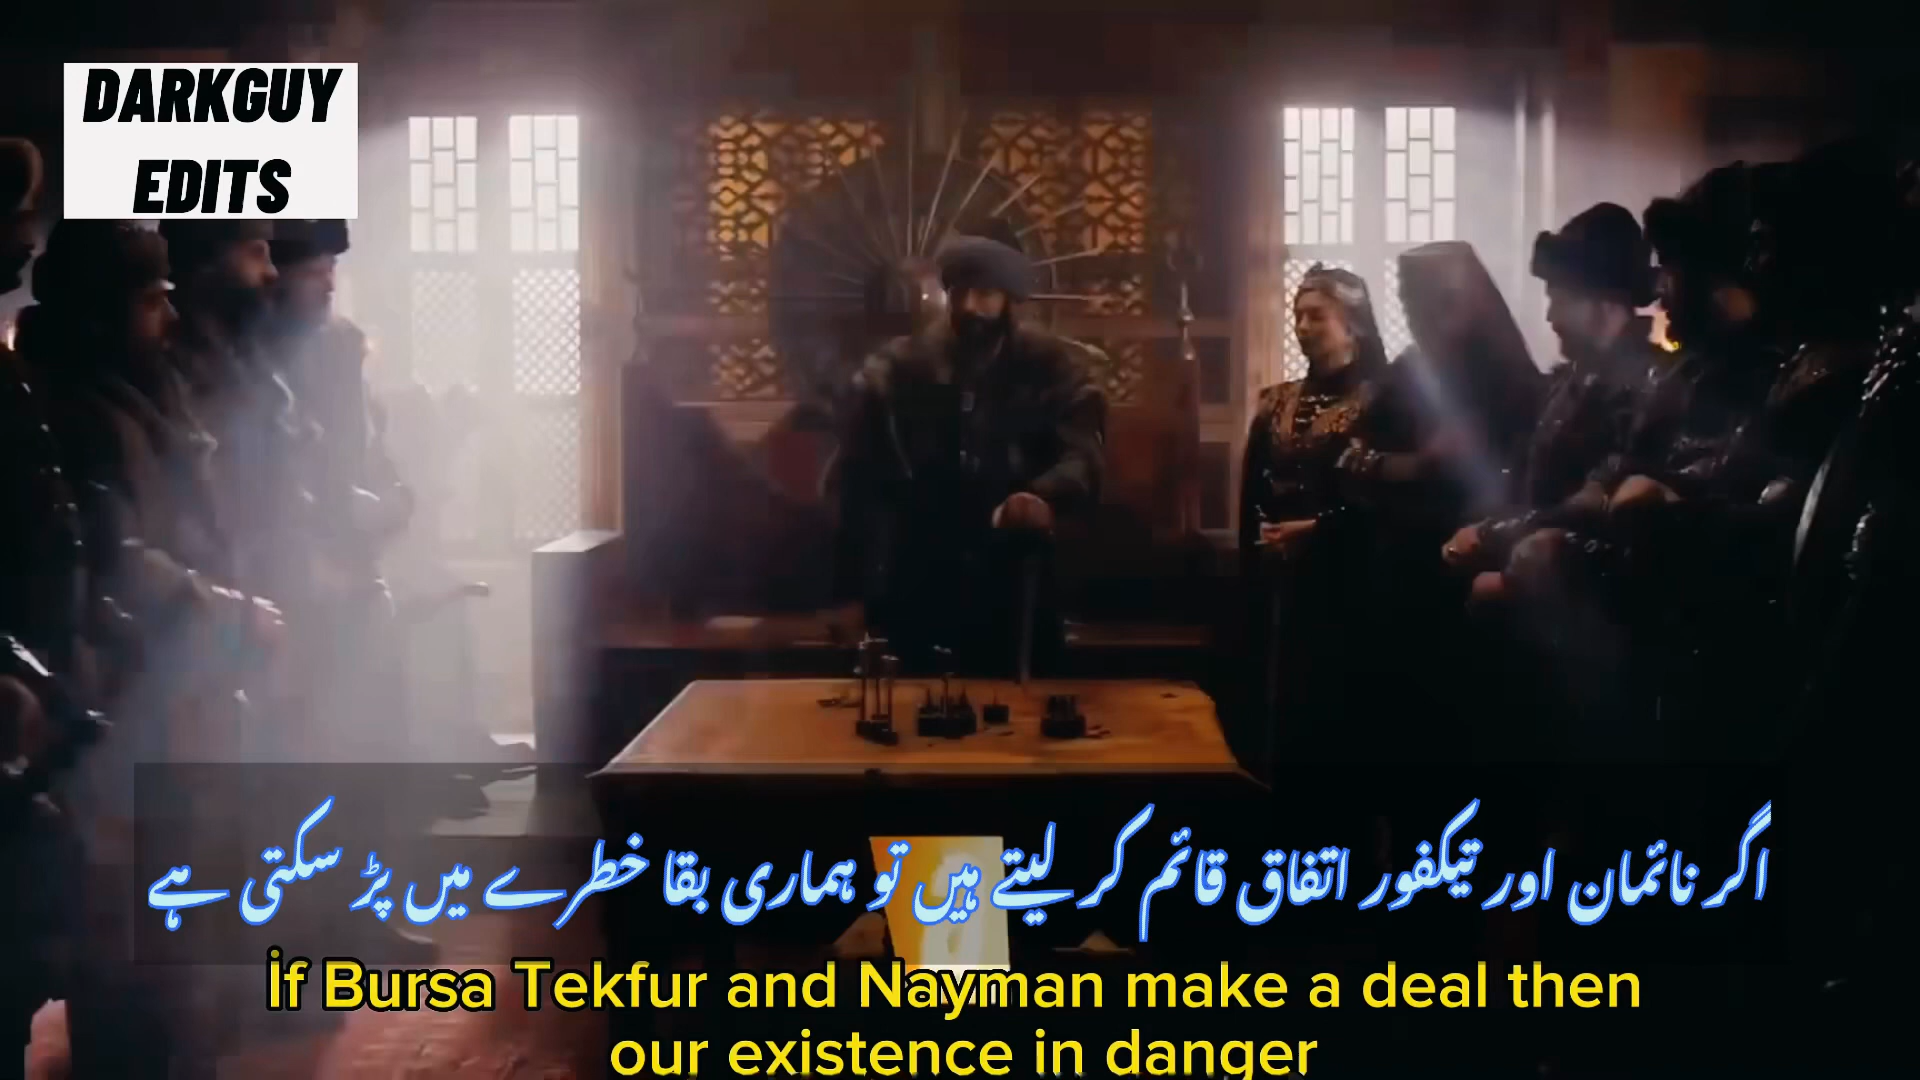 DARKGUY
EDITS
اگر نائمان اور تیکفور اتفاق قائم کر لیتے ہیں تو ہماری بقا خطرے میں پڑ سکتی ہے
İf Bursa Tekfur and Nayman make a deal then
our existence in danger